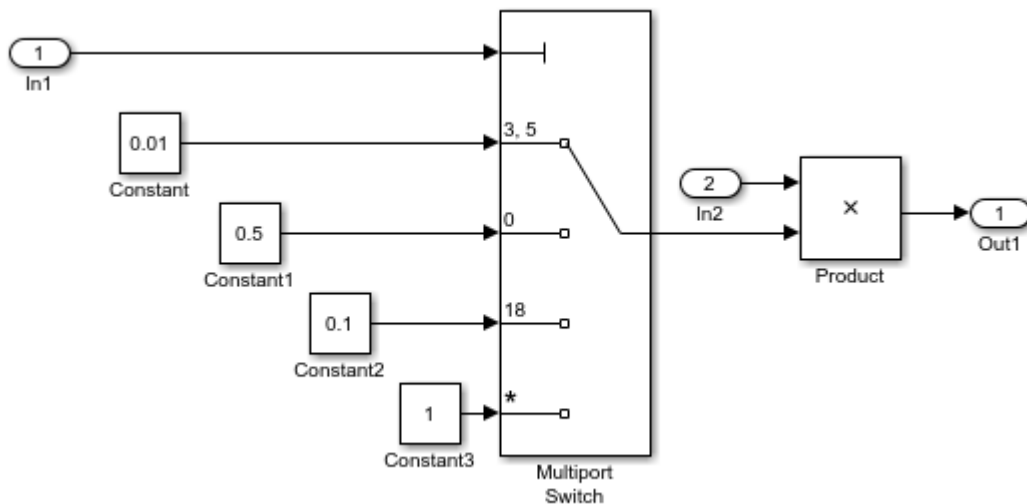 1
In1
3, 5
0.01
Constant
2
In2
×
Product
1
Out1
0
0.5
Constant1
18
0.1
Constant2
*
1
Constant3
Multiport
Switch